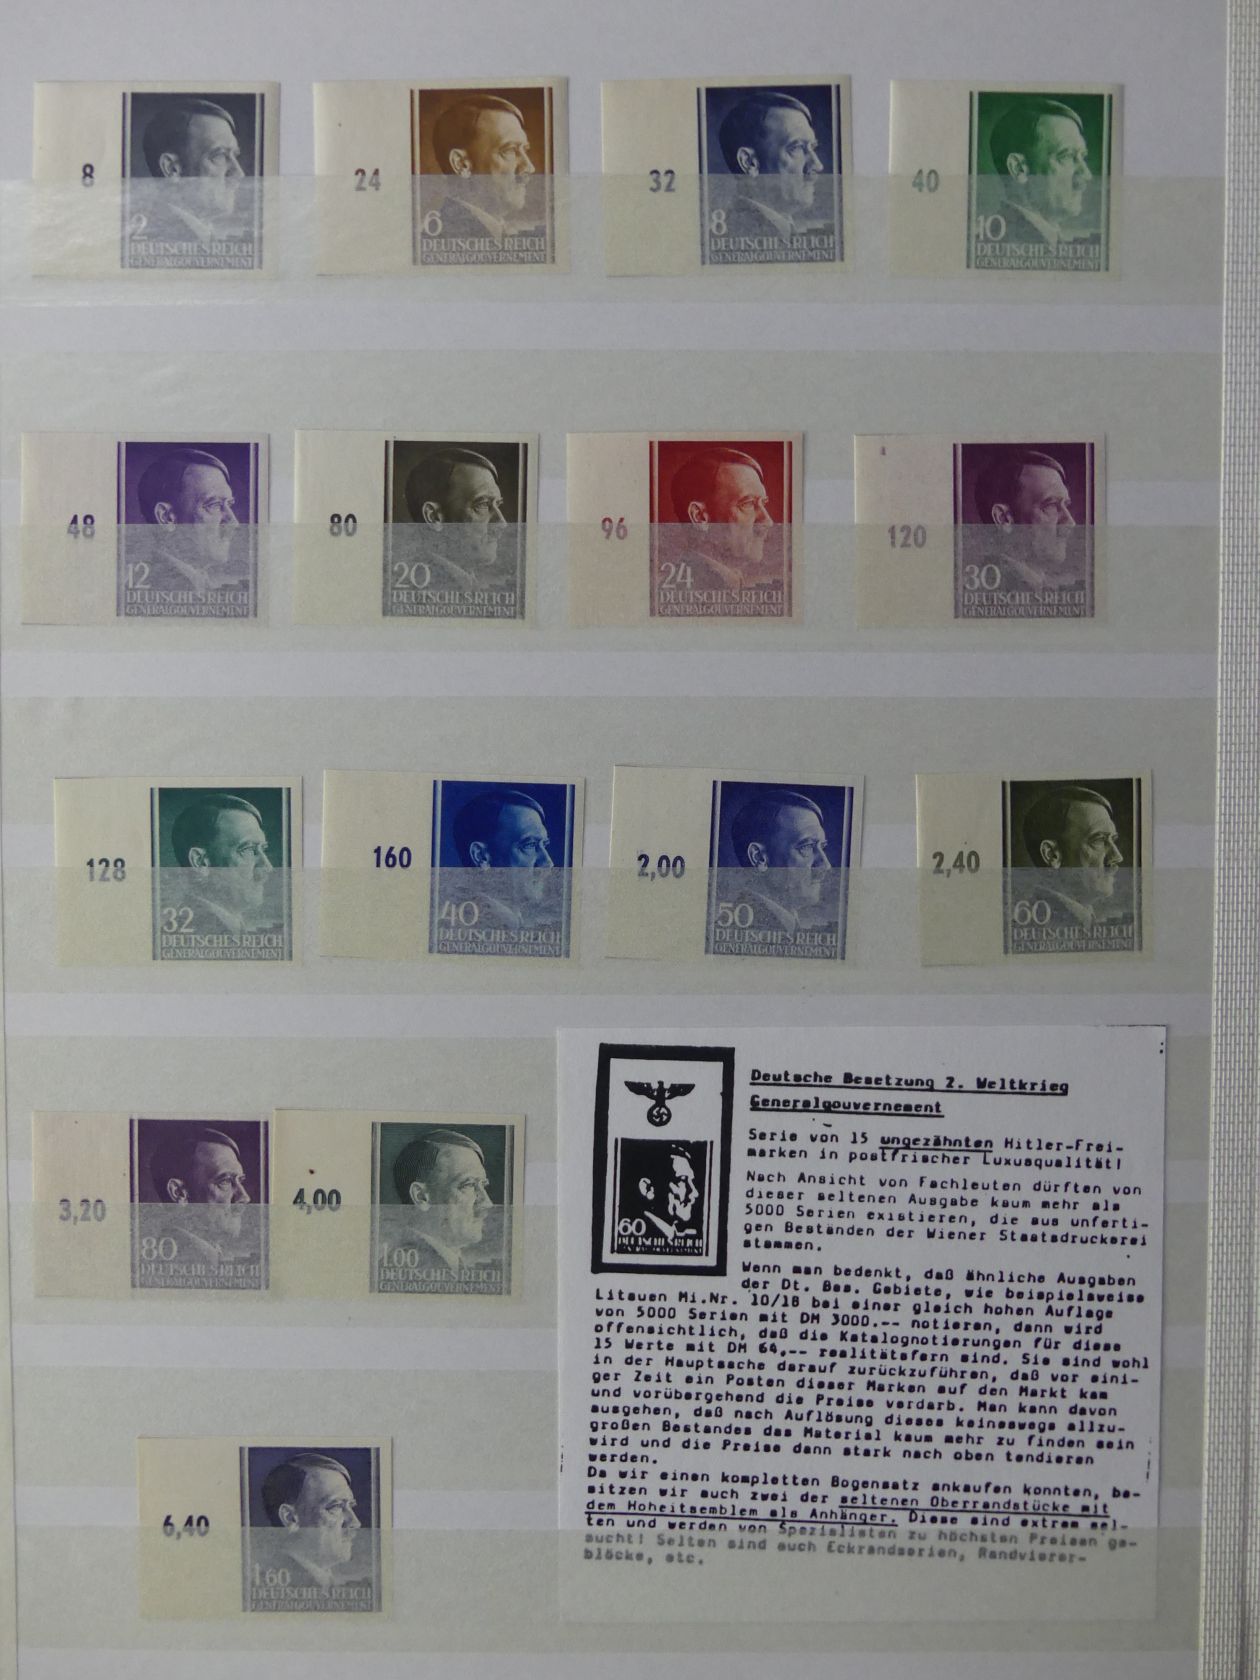 8
2
DEUTSCHES REICH
GENERALGOUVERNEMENT
24
6
DEUTSCHES REICH
GENERALGOUVERNEMENT
32
8
DEUTSCHES REICH
GENERALGOUVERNEMENT
40
10
DEUTSCHES REICH
GENERALGOUVERNEMENT
48
12
DEUTSCHES REICH
GENERALGOUVERNEMENT
80
20
DEUTSCHES REICH
GENERALGOUVERNEMENT
96
24
DEUTSCHES REICH
GENERALGOUVERNEMENT
120
30
DEUTSCHES REICH
GENERALGOUVERNEMENT
128
32
DEUTSCHES REICH
GENERALGOUVERNEMENT
160
40
DEUTSCHES REICH
GENERALGOUVERNEMENT
2,00
50
DEUTSCHES REICH
GENERALGOUVERNEMENT
2,40
60
DEUTSCHES REICH
GENERALGOUVERNEMENT
3,20
80
DEUTSCHES REICH
GENERALGOUVERNEMENT
4,00
1.00
DEUTSCHES REICH
GENERALGOUVERNEMENT
6,40
1.60
DEUTSCHES REICH
GENERALGOUVERNEMENT
60
DEUTSCHES REICH
Deutsche Besetzung 2. Weltkrieg
Generalgouvernement
Serie von 15 ungezähnten Hitler-Frei-
marken in postfrischer Luxusqualität!
Nach Ansicht von Fachleuten dürften von
dieser seltenen Ausgabe kaum mehr als
5000 Serien existieren, die aus unferti-
gen Beständen der Wiener Staatsdruckerei
stammen.
Wenn man bedenkt, daß ähnliche Ausgaben
der Dt. Bes. Gebiete, wie beispielsweise
Litauen Mi.Nr. 10/18 bei einer gleich hohen Auflage
von 5000 Serien mit DM 3000.-- notieren, dann wird
offensichtlich, daß die Katalognotierungen für diese
15 Werte mit DM 64,-- realitätsfern sind. Sie sind wohl
in der Hauptsache darauf zurückzuführen, daß vor eini-
ger Zeit ein Posten dieser Marken auf den Markt kam
und vorübergehend die Preise verdarb. Man kann davon
ausgehen, daß nach Auflösung dieses keineswegs allzu-
großen Bestandes das Material kaum mehr zu finden sein
wird und die Preise dann stark nach oben tendieren
werden.
Da wir einen kompletten Bogensatz ankaufen konnten, be-
sitzen wir auch zwei der seltenen Oberrandstücke mit
dem Hoheitsemblem als Anhänger. Diese sind extrem sel-
ten und werden von Spezialisten zu höchsten Preisen ge-
sucht! Selten sind auch Eckrandserien, Randvierer-
blöcke, etc.